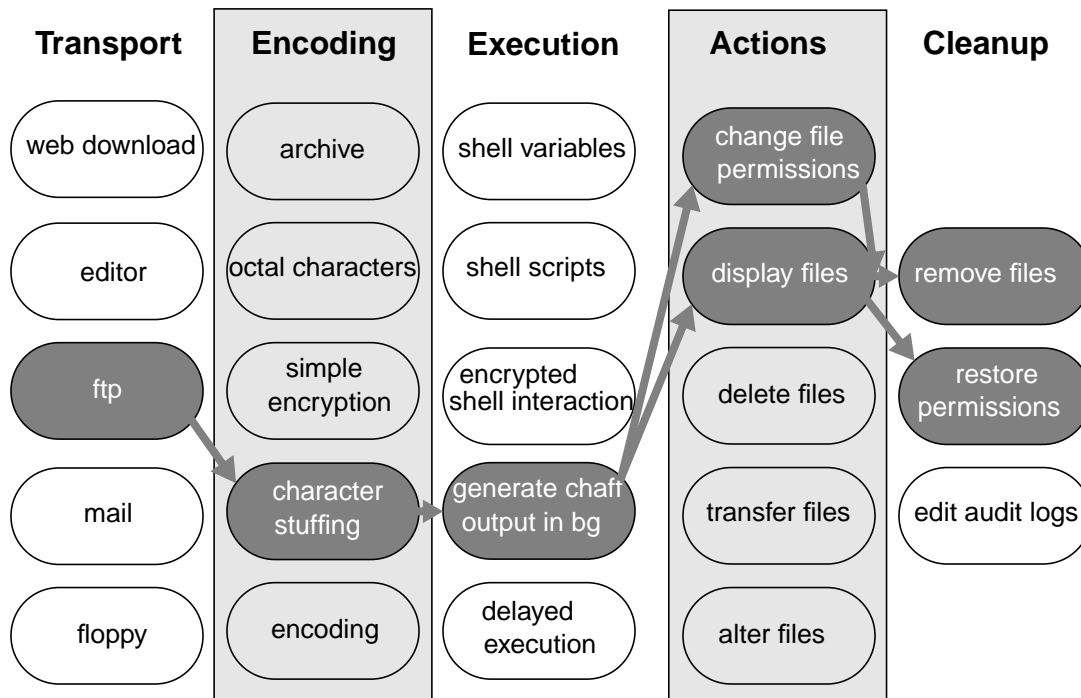 Transport
Encoding
Execution
Actions
Cleanup
web download
archive
shell variables
change file
permissions
editor
octal characters
shell scripts
display files
remove files
ftp
simple
encryption
encrypted
shell interaction
delete files
restore
permissions
mail
character
stuffing
generate chaff
output in bg
transfer files
edit audit logs
floppy
encoding
delayed
execution
alter files